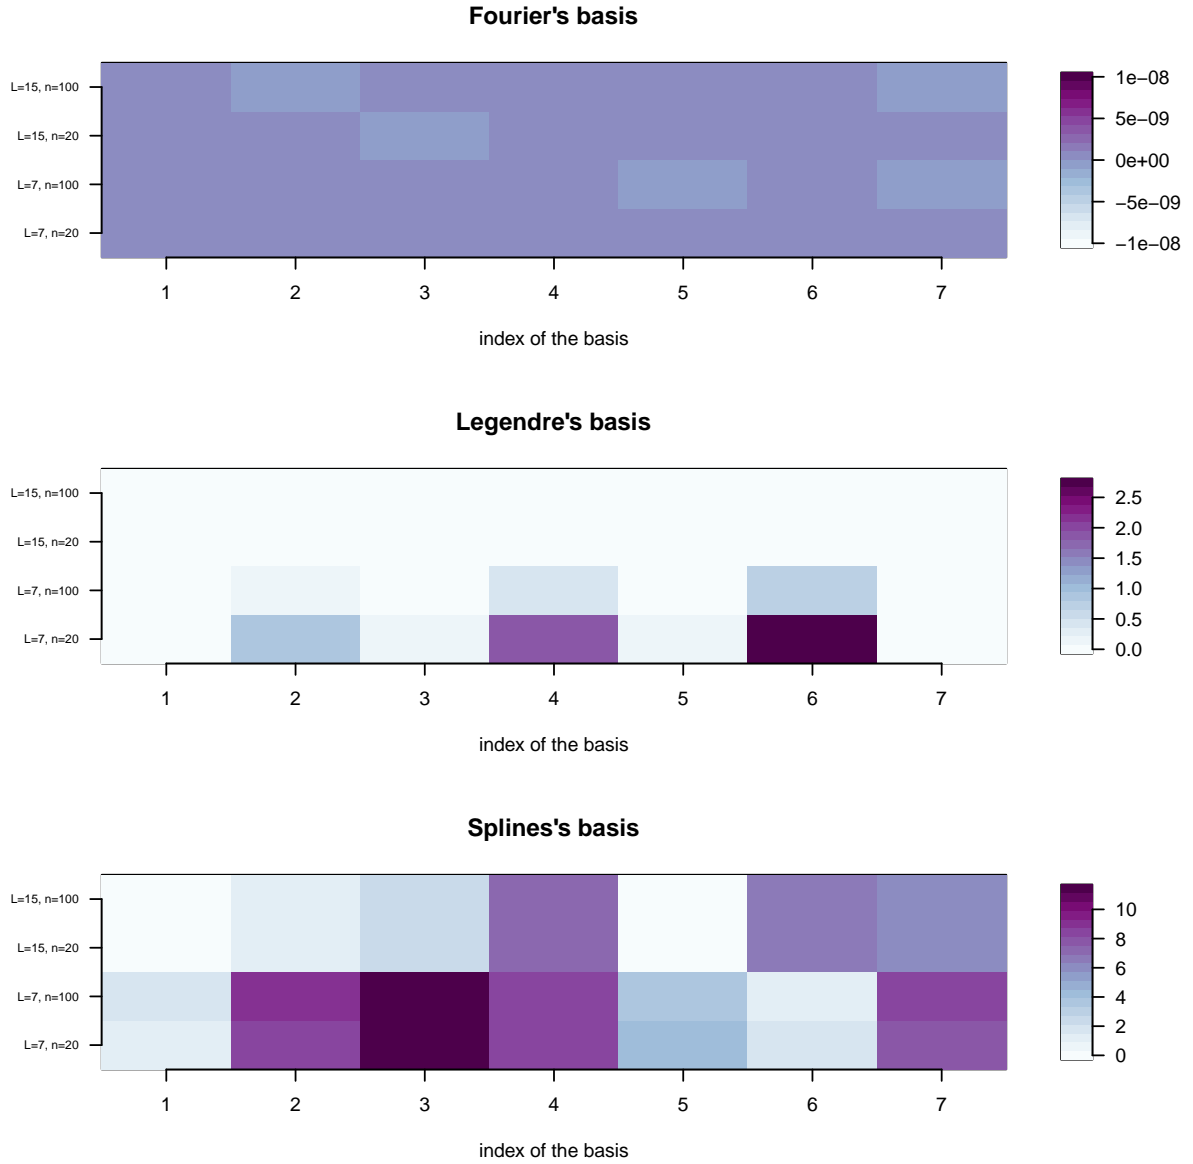 Fourier's basis
L=15, n=100
L=15, n=20
L=7, n=100
L=7, n=20
1e−08
5e−09
0e+00
−5e−09
−1e−08
1 2 3 4 5 6 7
index of the basis
Legendre's basis
L=15, n=100
L=15, n=20
L=7, n=100
L=7, n=20
2.5
2.0
1.5
1.0
0.5
0.0
1 2 3 4 5 6 7
index of the basis
Splines's basis
L=15, n=100
L=15, n=20
L=7, n=100
L=7, n=20
10
8
6
4
2
0
1 2 3 4 5 6 7
index of the basis